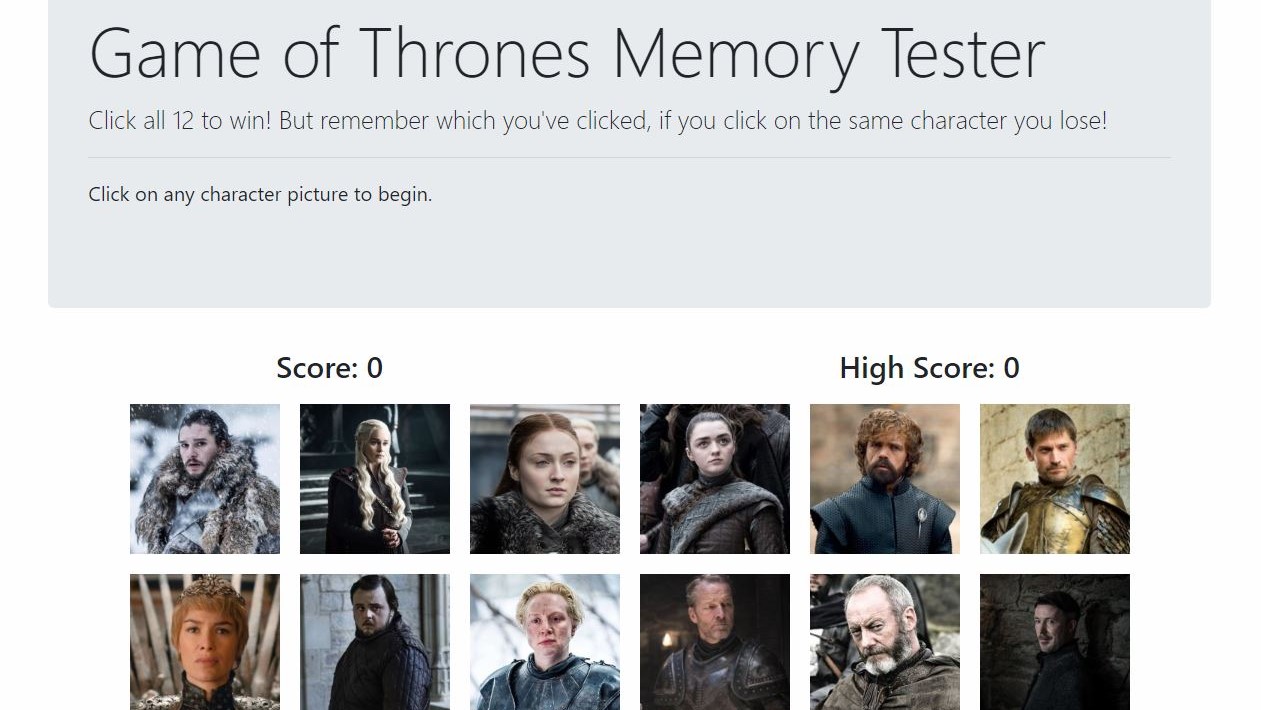 Game of Thrones Memory Tester
Click all 12 to win! But remember which you've clicked, if you click on the same character you lose!
Click on any character picture to begin.
Score: 0
High Score: 0